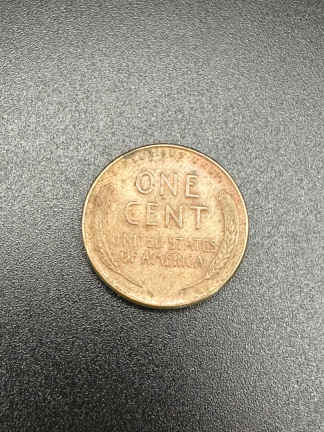 ONE
CENT
UNITED STATES
OF AMERICA